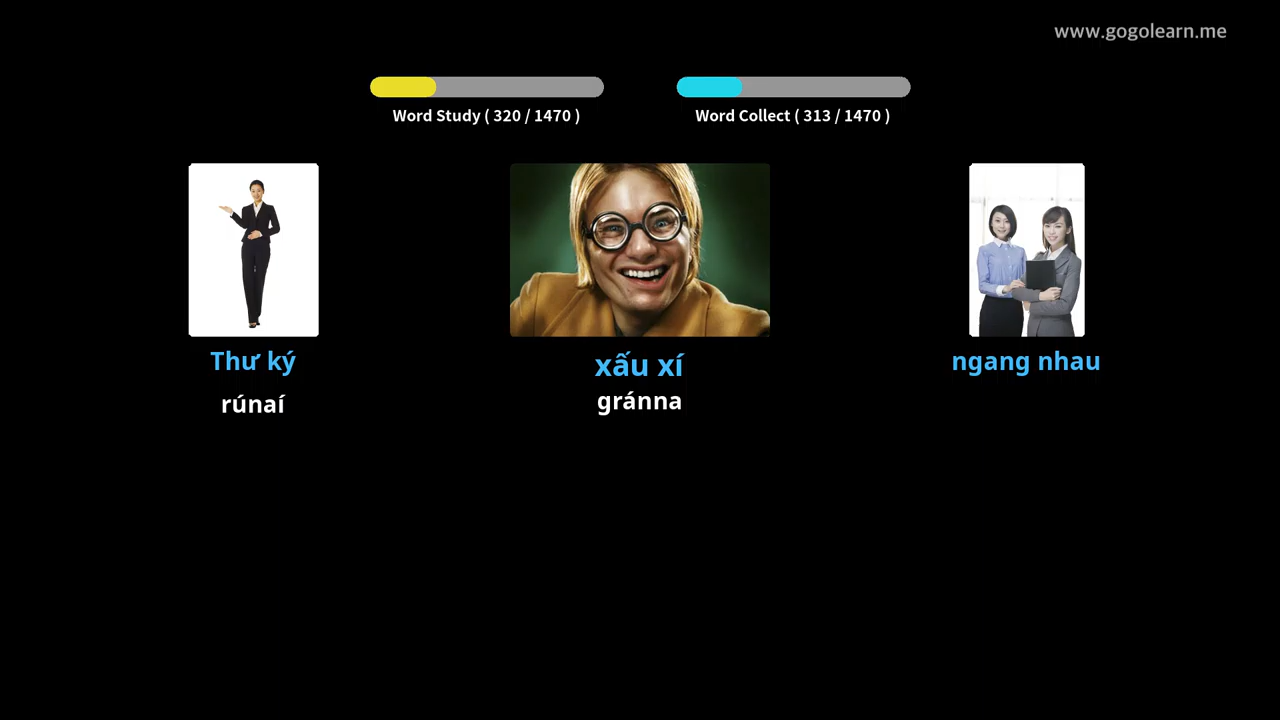 www.gogolearn.me
Word Study ( 320 / 1470 )
Word Collect ( 313 / 1470 )
Thư ký
rúnaí
xấu xí
gránna
ngang nhau